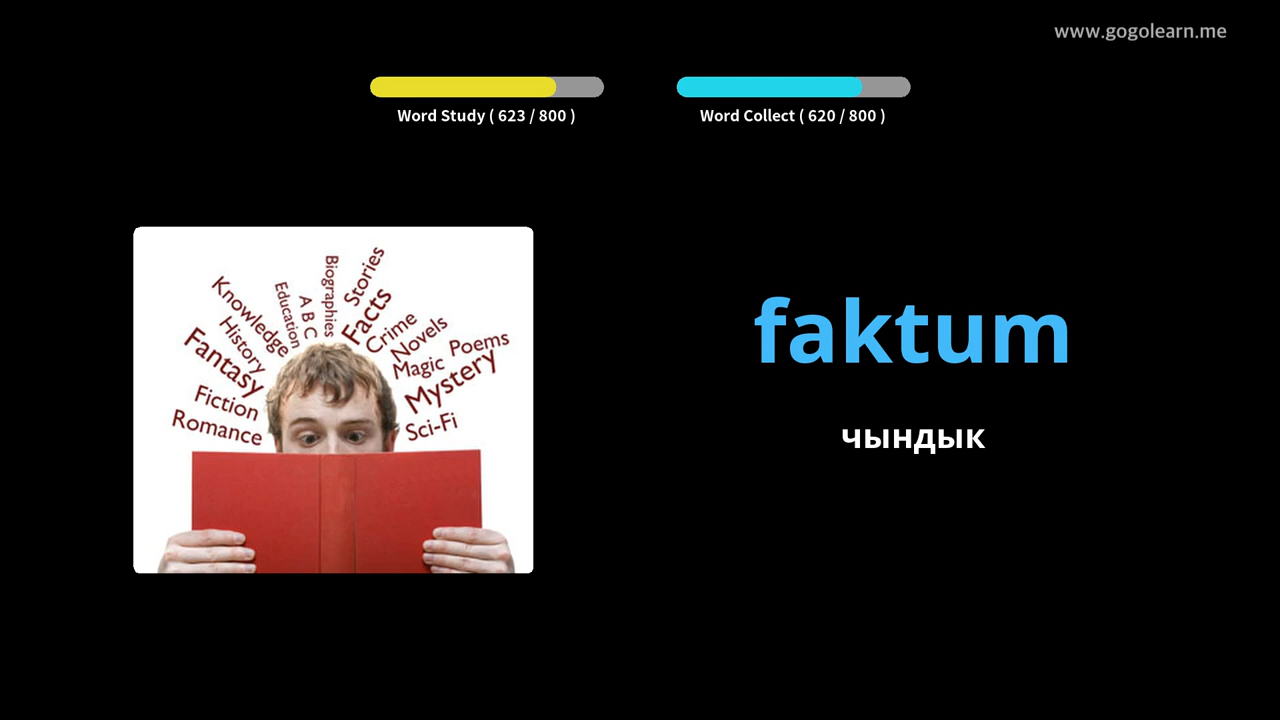 www.gogolearn.me
Word Study ( 623 / 800 )
Word Collect ( 620 / 800 )
Knowledge
History
Fantasy
Fiction
Romance
Education
A B C
Biographies
Stories
Facts
Crime
Novels
Magic
Poems
Mystery
Sci-Fi
faktum
чындык